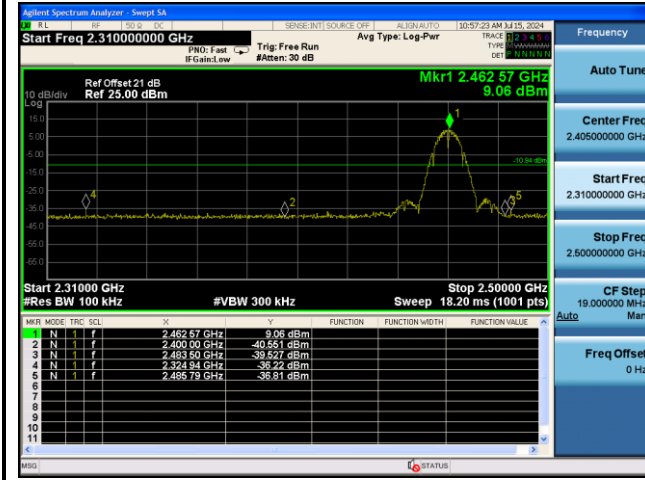 Agilent Spectrum Analyzer - Swept SA
RL RF 50 Ω DC SENSE:INT SOURCE OFF ALIGN AUTO 10:57:23 AM Jul 15, 2024
Start Freq 2.310000000 GHz
PNO: Fast
IFGain:Low
Trig: Free Run
#Atten: 30 dB
Avg Type: Log-Pwr
TRACE 1 2 3 4 5 6
TYPE M
DET P N N N N N
Ref Offset 21 dB
10 dB/div Ref 25.00 dBm
Log
Mkr1 2.462 57 GHz
9.06 dBm
15.0
5.00
-5.00
-15.0
-25.0
-35.0
-45.0
-55.0
-65.0
1
-10.94 dBm
4
2
3 5
Start 2.31000 GHz Stop 2.50000 GHz
#Res BW 100 kHz #VBW 300 kHz Sweep 18.20 ms (1001 pts)
MKR MODE TRC SCL X Y FUNCTION FUNCTION WIDTH FUNCTION VALUE
1 N 1 f 2.462 57 GHz 9.06 dBm
2 N 1 f 2.400 00 GHz -40.551 dBm
3 N 1 f 2.483 50 GHz -39.527 dBm
4 N 1 f 2.324 94 GHz -36.22 dBm
5 N 1 f 2.485 79 GHz -36.81 dBm
6
7
8
9
10
11
MSG STATUS
Frequency
Auto Tune
Center Freq
2.405000000 GHz
Start Freq
2.310000000 GHz
Stop Freq
2.500000000 GHz
CF Step
19.000000 MHz
Auto Man
Freq Offset
0 Hz